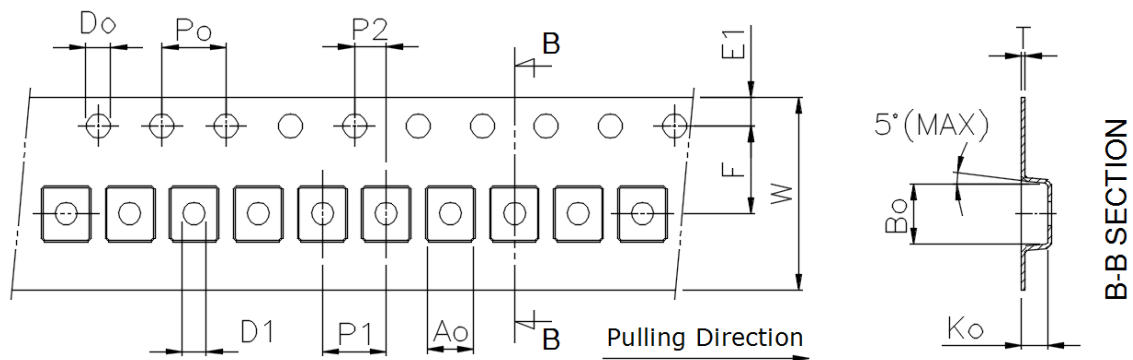 Do
Po
P2
B
E1
T
5°(MAX)
F
W
Bo
B-B SECTION
D1
P1
Ao
B
Pulling Direction
Ko